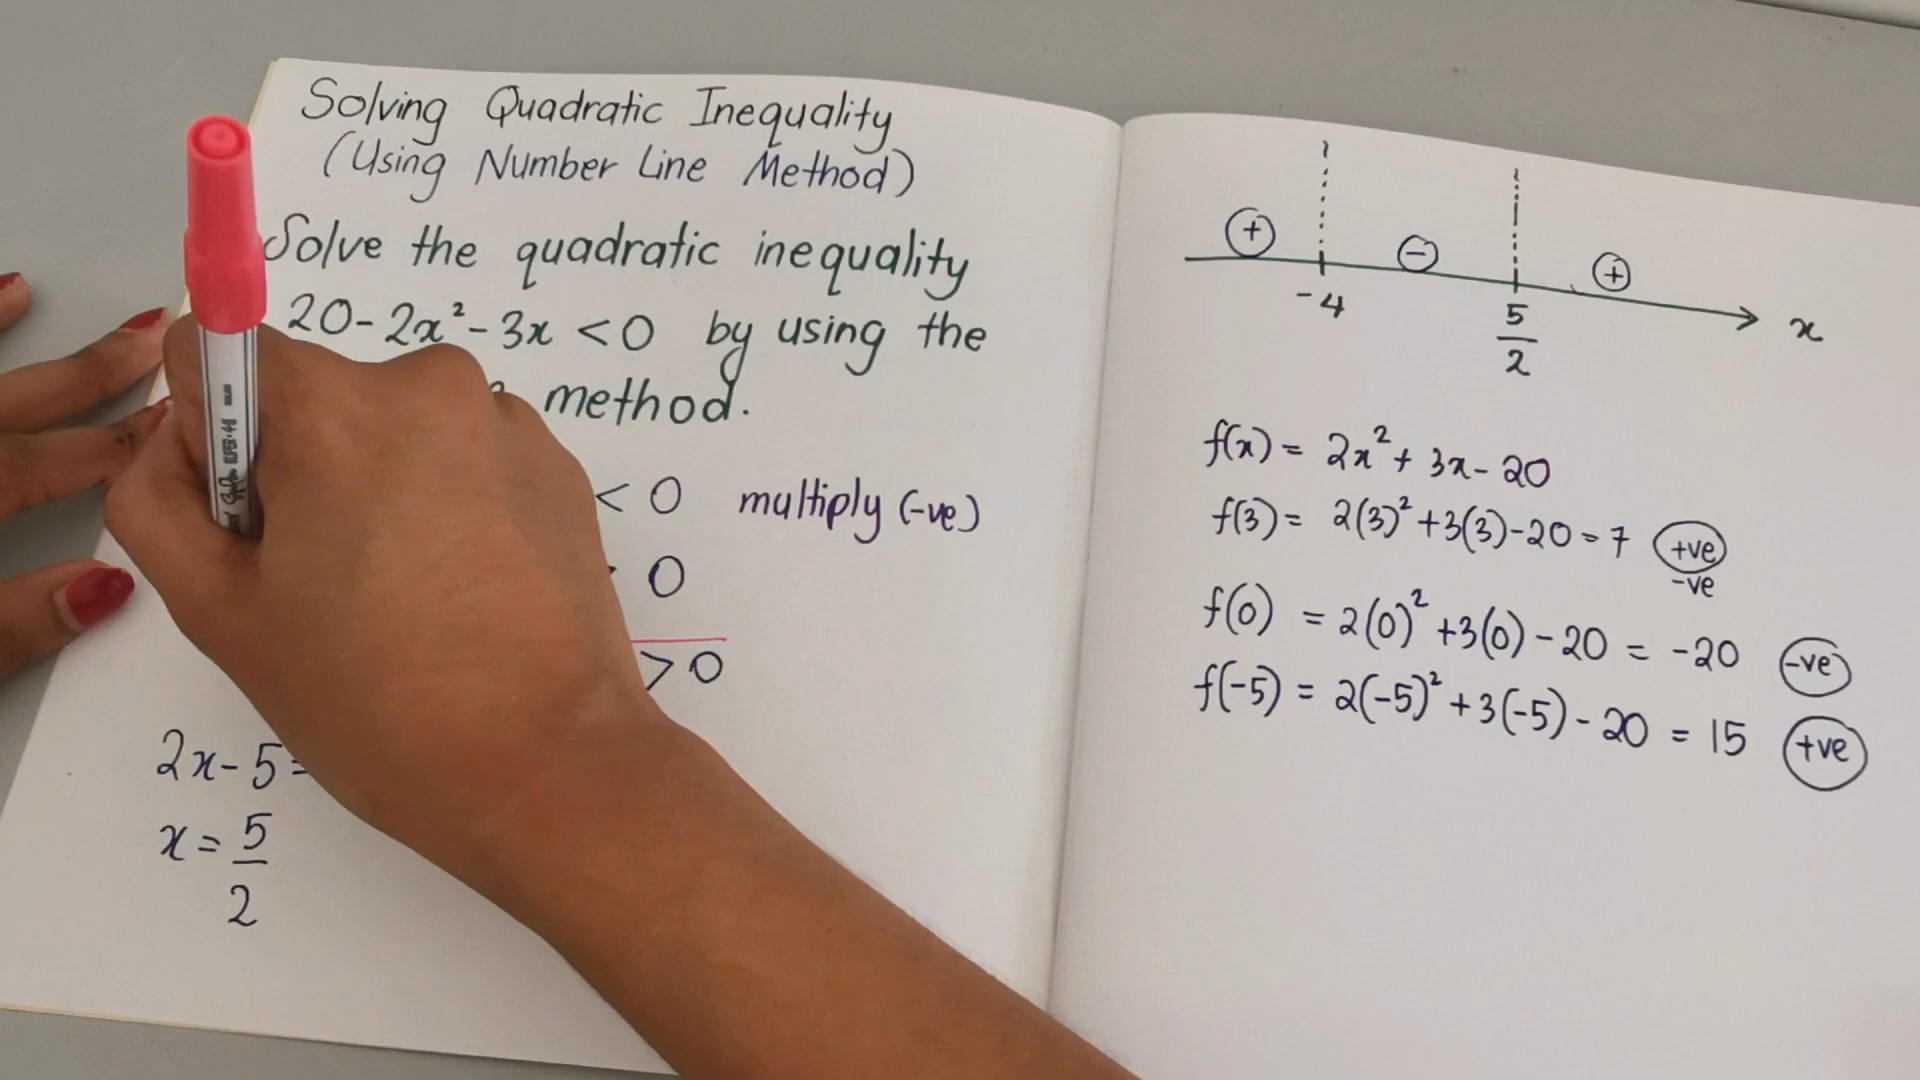 Solving Quadratic Inequality
(Using Number Line Method)
Solve the quadratic inequality
20-2x²-3x <0 by using the
method.
< 0 multiply (-ve)
0
>0
2x-5=
x= 5/2
+ - +
-4 5/2 x
f(x) = 2x²+ 3x- 20
f(3) = 2(3)²+3(3)-20=7 +ve
-ve
f(0) = 2(0)²+3(0)-20 = -20 -ve
f(-5) = 2(-5)²+3(-5)-20 = 15 +ve